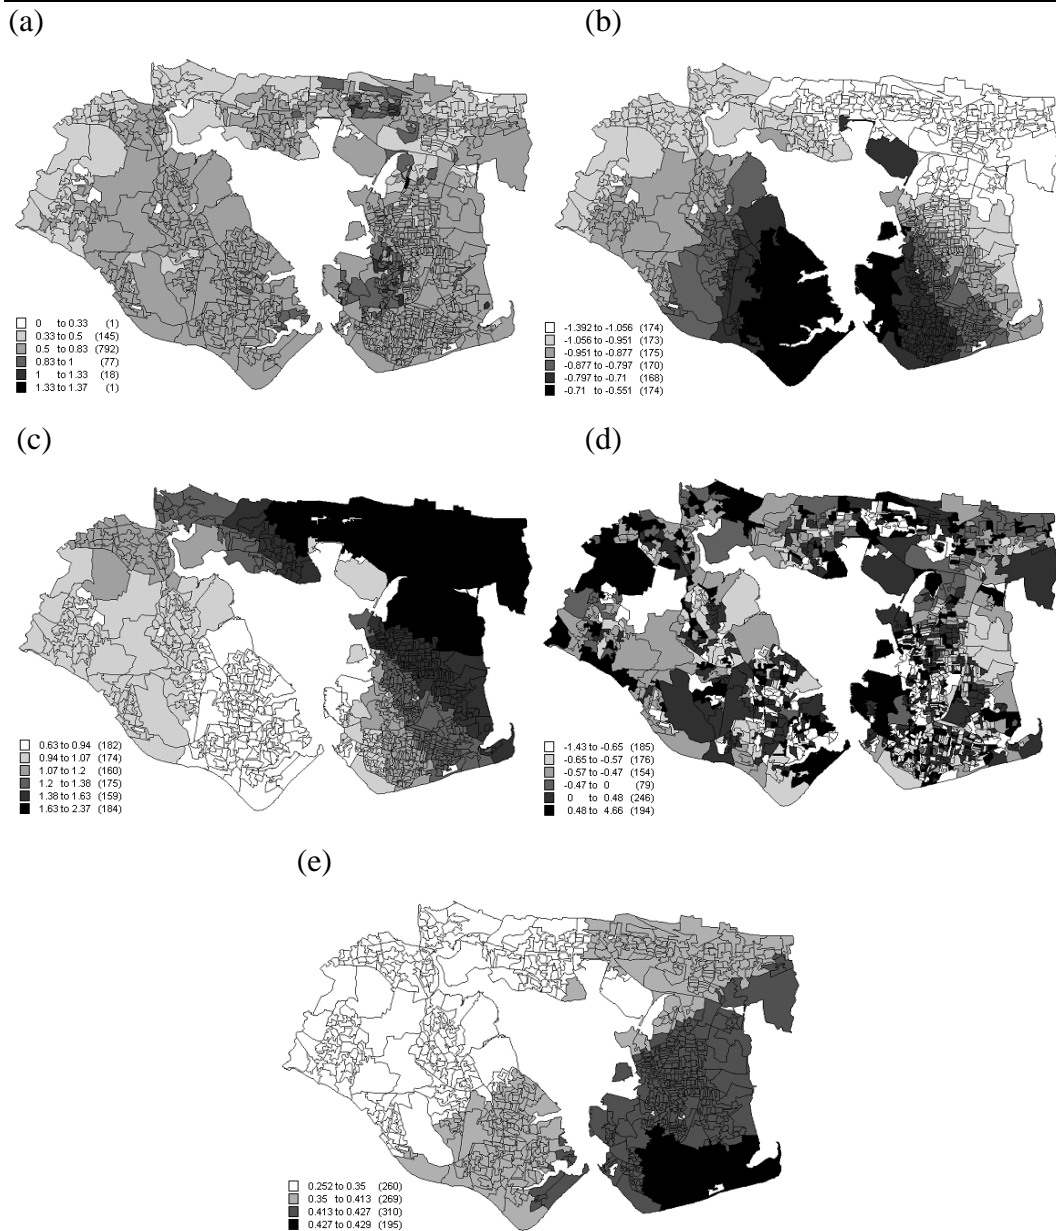 (a)
(b)
0 to 0.33 (1)
0.33 to 0.5 (145)
0.5 to 0.83 (792)
0.83 to 1 (77)
1 to 1.33 (18)
1.33 to 1.37 (1)
-1.392 to -1.056 (174)
-1.056 to -0.951 (173)
-0.951 to -0.877 (175)
-0.877 to -0.797 (170)
-0.797 to -0.71 (168)
-0.71 to -0.551 (174)
(c)
(d)
0.63 to 0.94 (182)
0.94 to 1.07 (174)
1.07 to 1.2 (160)
1.2 to 1.38 (175)
1.38 to 1.63 (159)
1.63 to 2.37 (184)
-1.43 to -0.65 (185)
-0.65 to -0.57 (176)
-0.57 to -0.47 (154)
-0.47 to 0 (79)
0 to 0.48 (246)
0.48 to 4.66 (194)
(e)
0.252 to 0.35 (260)
0.35 to 0.413 (269)
0.413 to 0.427 (310)
0.427 to 0.429 (195)